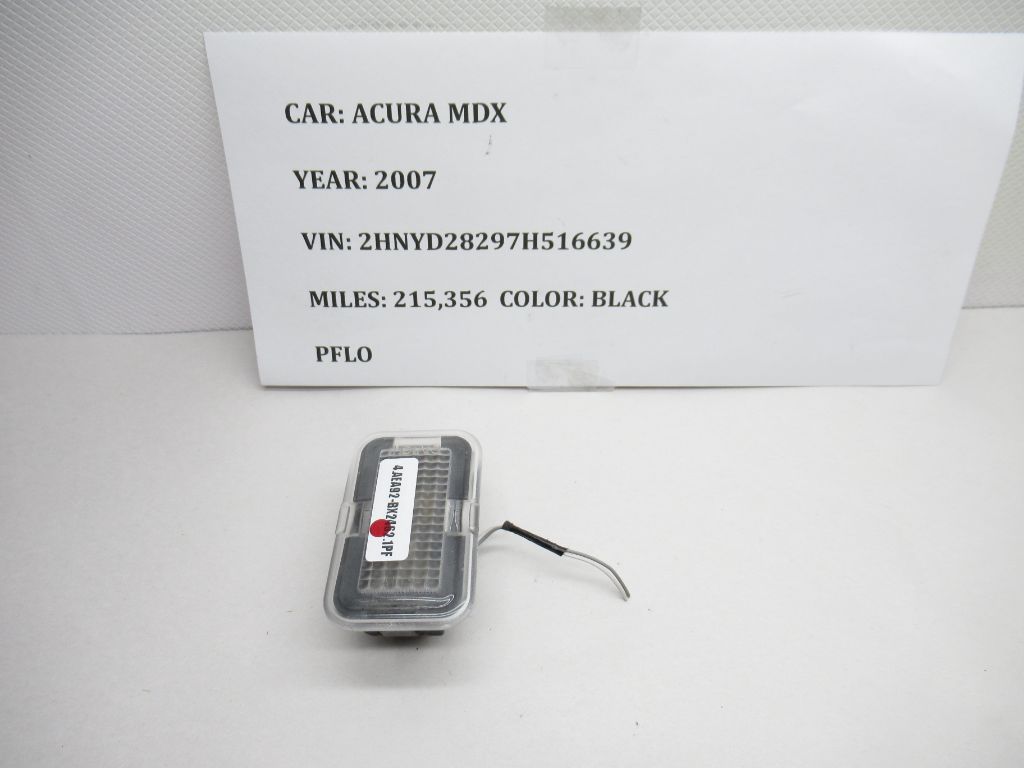 CAR: ACURA MDX
YEAR: 2007
VIN: 2HNYD28297H516639
MILES: 215,356 COLOR: BLACK
PFLO